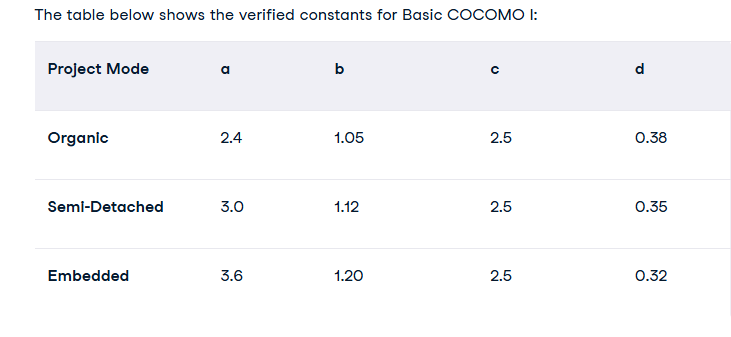 The table below shows the verified constants for Basic COCOMO I:
Project Mode a b c d
Organic 2.4 1.05 2.5 0.38
Semi-Detached 3.0 1.12 2.5 0.35
Embedded 3.6 1.20 2.5 0.32